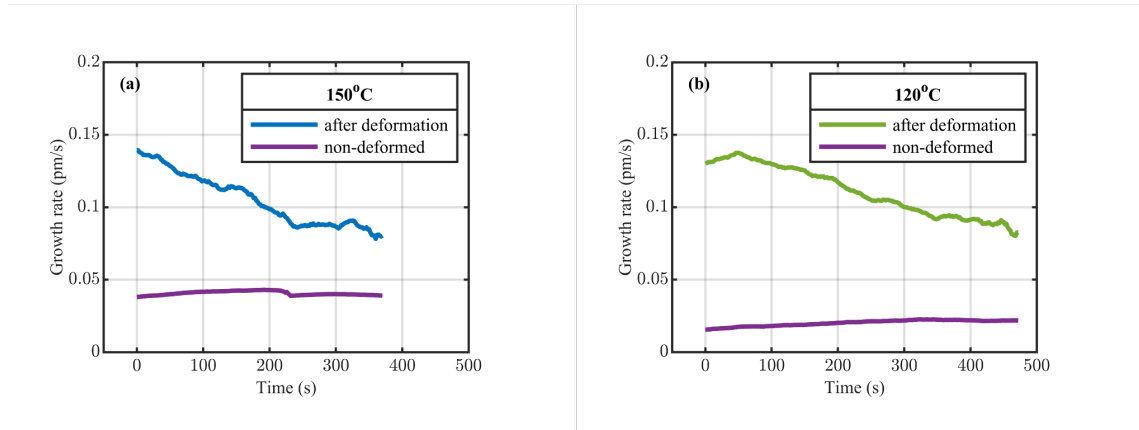 (a)
150°C
after deformation
non-deformed
Growth rate (pm/s)
0.2
0.15
0.1
0.05
0
0 100 200 300 400 500
Time (s)
(b)
120°C
after deformation
non-deformed
Growth rate (pm/s)
0.2
0.15
0.1
0.05
0
0 100 200 300 400 500
Time (s)